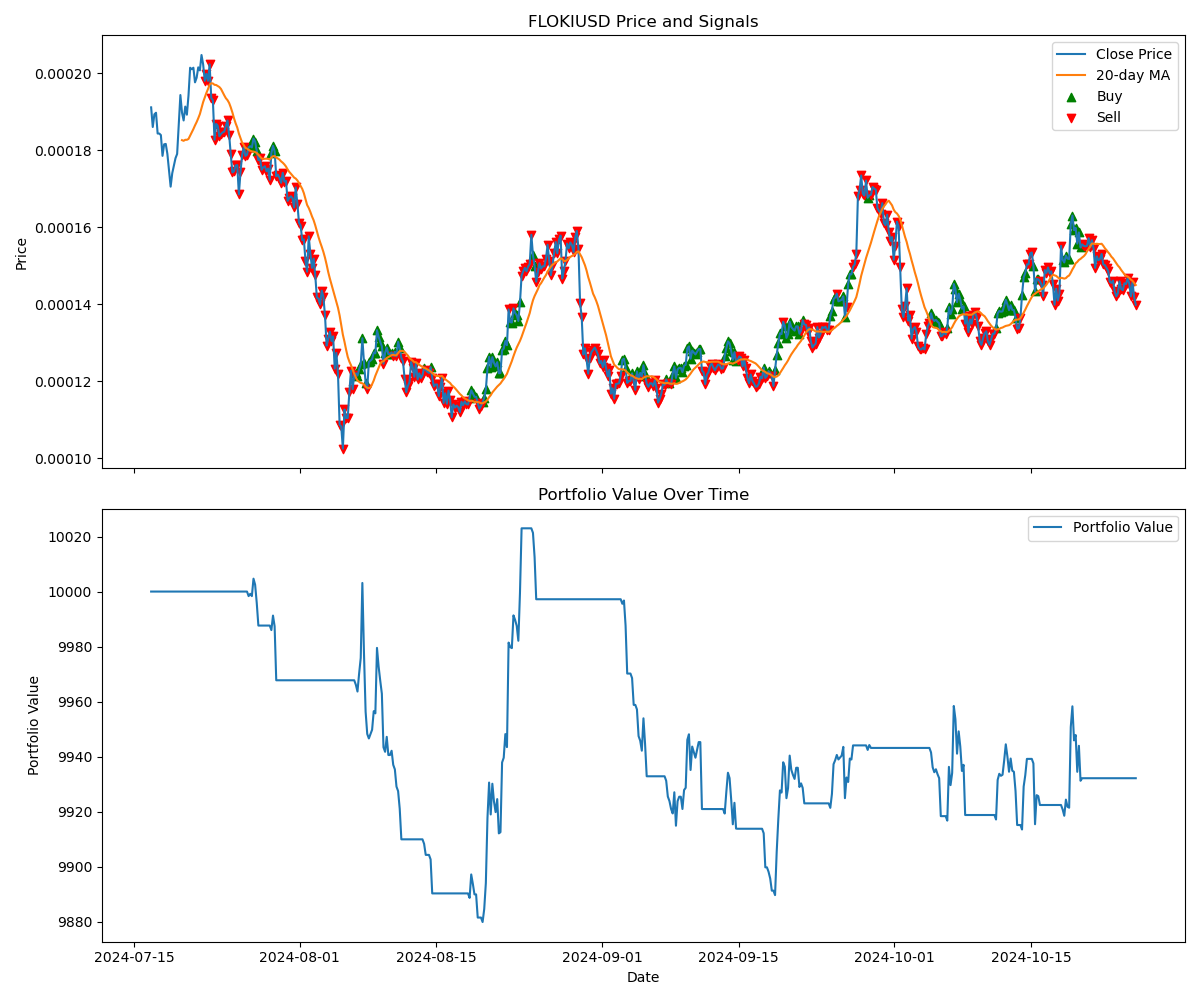 FLOKIUSD Price and Signals
Price
0.00020
0.00018
0.00016
0.00014
0.00012
0.00010
Close Price
20-day MA
Buy
Sell
Portfolio Value Over Time
Portfolio Value
10020
10000
9980
9960
9940
9920
9900
9880
Portfolio Value
2024-07-15
2024-08-01
2024-08-15
2024-09-01
2024-09-15
2024-10-01
2024-10-15
Date